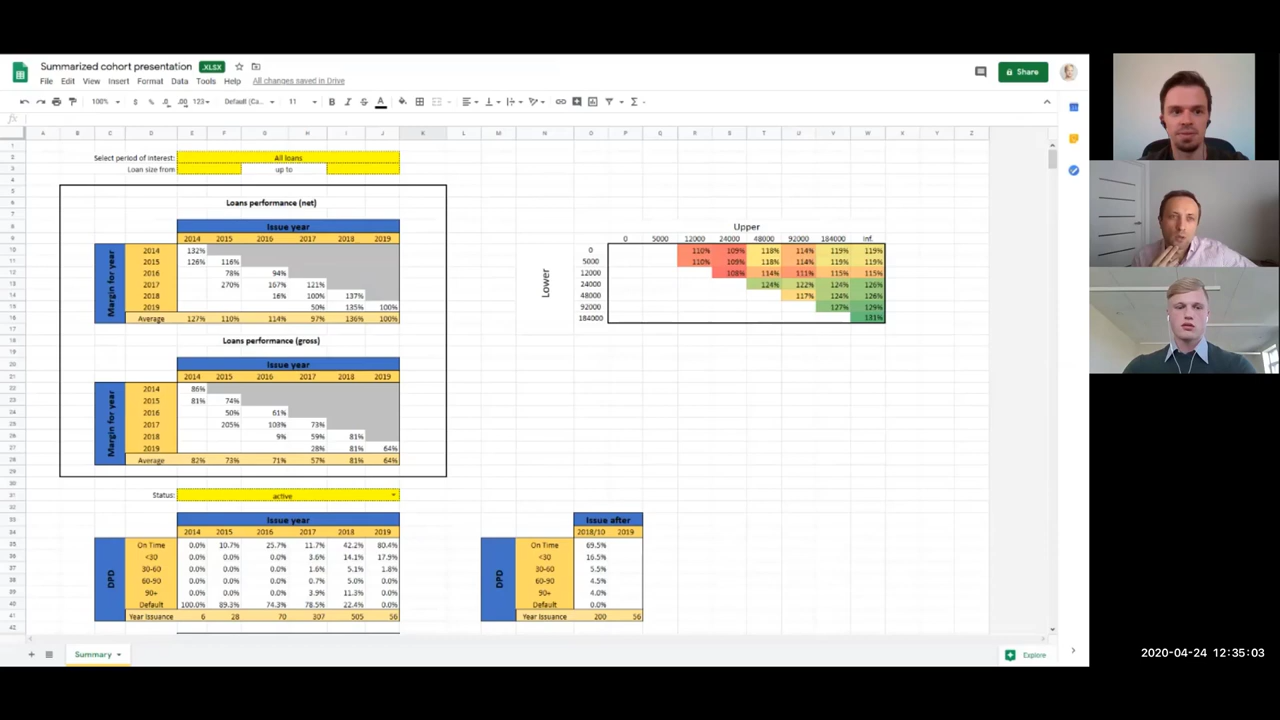 Summarized cohort presentation .XLSX
File Edit View Insert Format Data Tools Help All changes saved in Drive
Share
100% $ % .0 .00 123 Default (Ca... 11 B I S A
fx
A B C D E F G H I J K L M N O P Q R S T U V W X Y Z
Select period of interest: All loans
Loan size from up to
Loans performance (net)
Issue year
2014 2015 2016 2017 2018 2019
Margin for year
2014 132%
2015 126% 116%
2016 78% 94%
2017 270% 167% 121%
2018 16% 100% 137%
2019 50% 135% 100%
Average 127% 110% 114% 97% 136% 100%
Upper
0 5000 12000 24000 48000 92000 184000 Inf.
Lower
0 110% 109% 118% 114% 119% 119%
5000 110% 109% 118% 114% 119% 119%
12000 108% 114% 111% 115% 115%
24000 124% 122% 124% 126%
48000 117% 124% 126%
92000 127% 129%
184000 131%
Loans performance (gross)
Issue year
2014 2015 2016 2017 2018 2019
Margin for year
2014 86%
2015 81% 74%
2016 50% 61%
2017 205% 103% 73%
2018 9% 59% 81%
2019 28% 81% 64%
Average 82% 73% 71% 57% 81% 64%
Status: active
Issue year
2014 2015 2016 2017 2018 2019
DPD
On Time 0.0% 10.7% 25.7% 11.7% 42.2% 80.4%
<30 0.0% 0.0% 0.0% 3.6% 14.1% 17.9%
30-60 0.0% 0.0% 0.0% 1.6% 5.1% 1.8%
60-90 0.0% 0.0% 0.0% 0.7% 5.0% 0.0%
90+ 0.0% 0.0% 0.0% 3.9% 11.3% 0.0%
Default 100.0% 89.3% 74.3% 78.5% 22.4% 0.0%
Year Issuance 6 28 70 307 505 56
Issue after
2018/10 2019
DPD
On Time 69.5%
<30 16.5%
30-60 5.5%
60-90 4.5%
90+ 4.0%
Default 0.0%
Year Issuance 200 56
Summary
Explore
2020-04-24 12:35:03